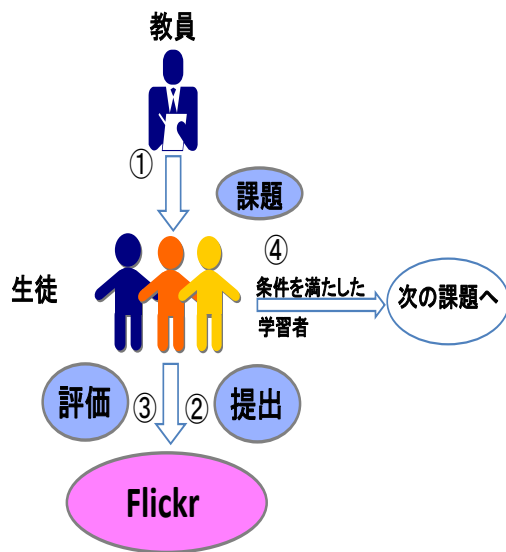 教員
①
課題
④
生徒
条件を満たした
学習者
次の課題へ
評価
③
②
提出
Flickr